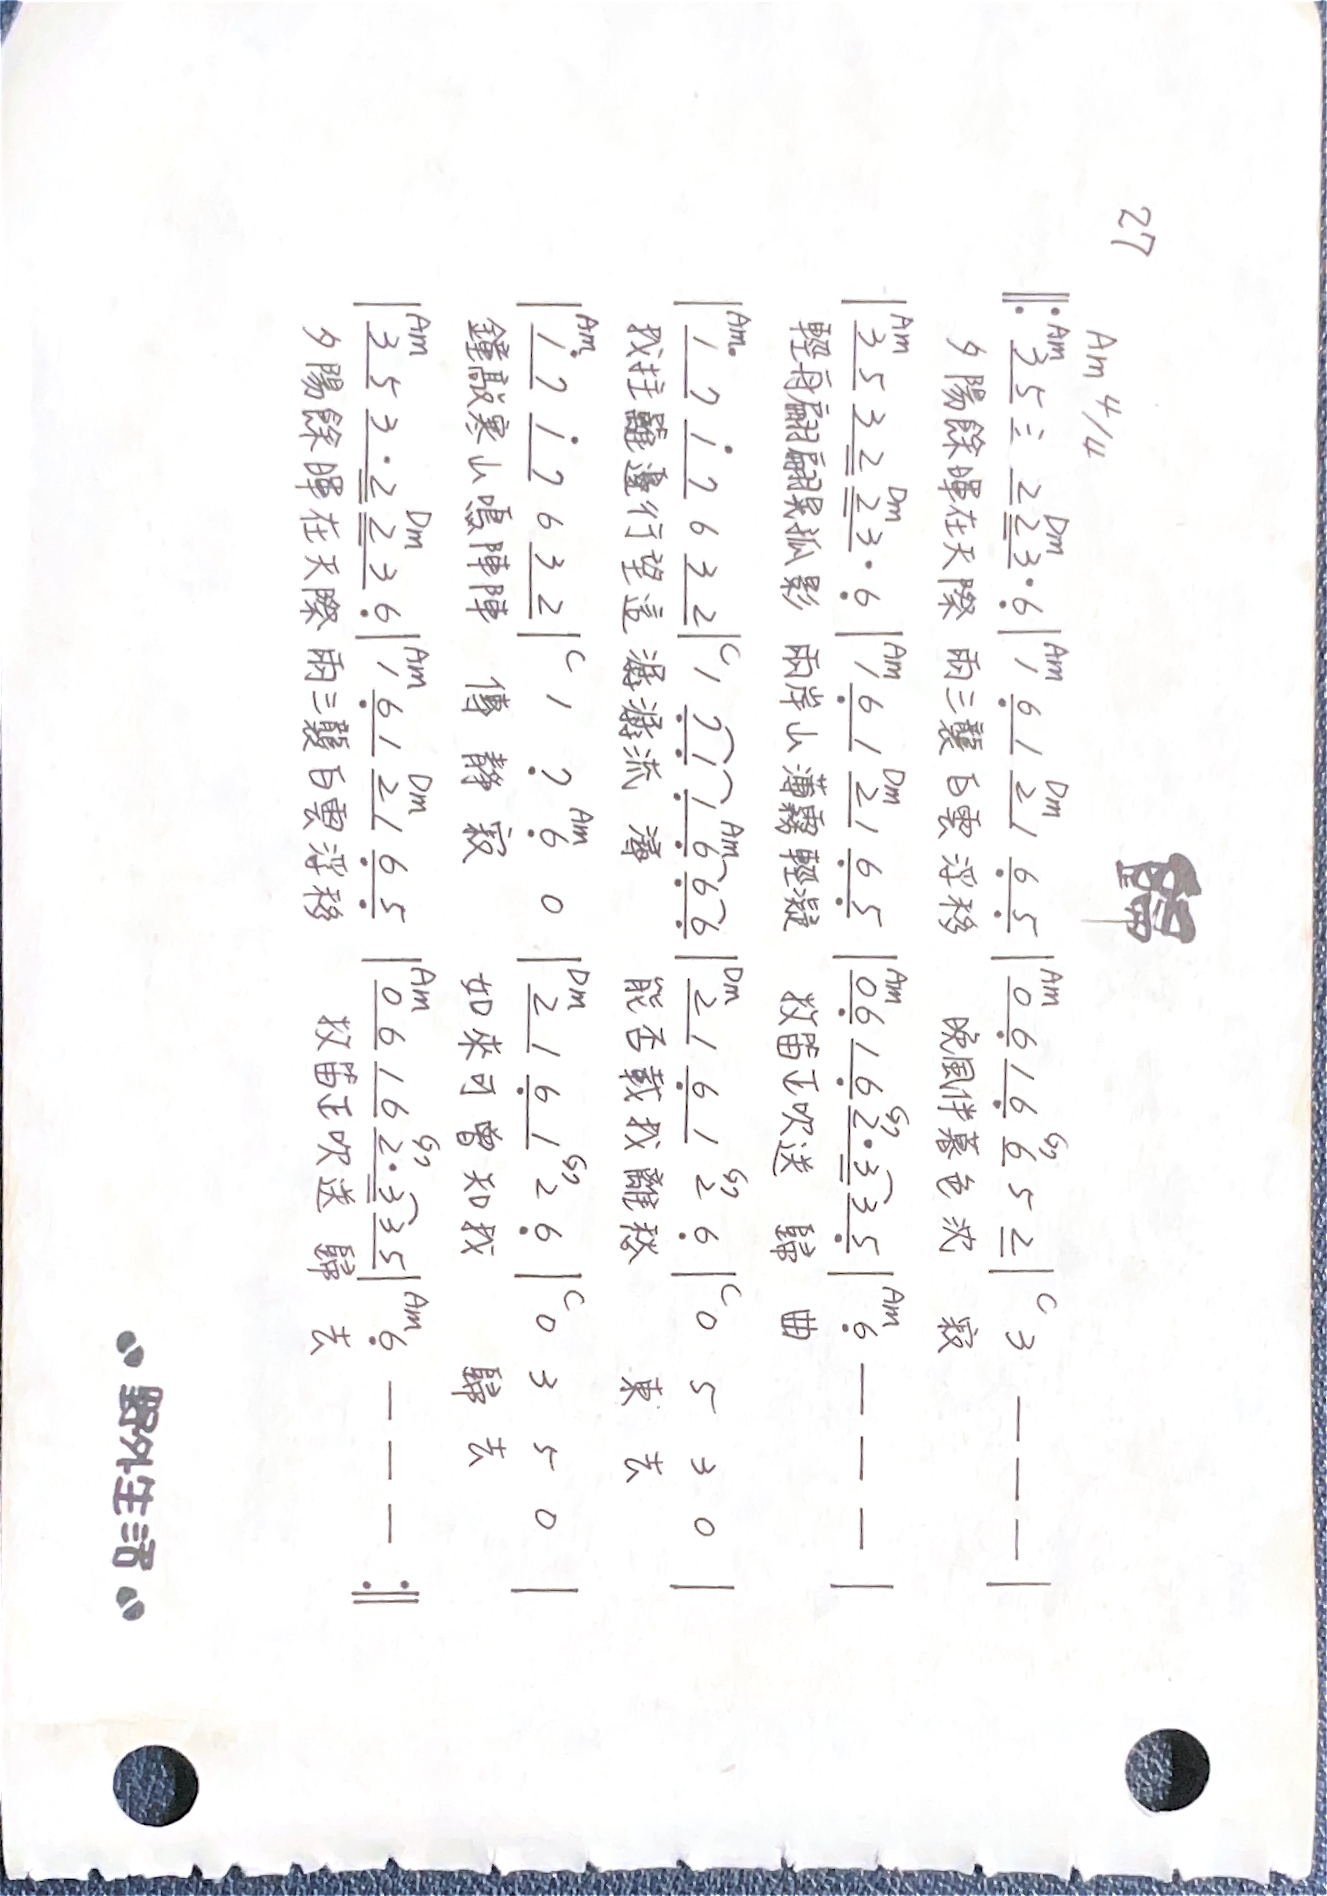 歸
27
Am 4/4
Am Dm Am Dm Am G7 C
‖: 3 5 3 2 2 3 · 6 | 1 6 1 2 1 6 5 | 0 6 1 6 6 5 2 | 3 — — — |
夕陽餘暉在天際 兩三襲白雲浮移 晚風伴暮色沈 寂
Am Dm Am Dm Am G7 Am
| 3 5 3 2 2 3 · 6 | 1 6 1 2 1 6 5 | 0 6 1 6 2 · 3 3 5 | 6 — — — |
輕舟翩翩吴孤影 兩岸山薄霧輕凝 牧笛正吹送 歸 曲
Am C Am Dm G7 C
| 1 7 1 7 6 3 2 | 1 7 1 1 6 6 6 | 2 1 6 1 2 6 | 0 5 3 0 |
我拄籬邊行望這 潺潺流 潯 能否載我離愁 東 去
Am C Am Dm G7 C
| 1 7 1 7 6 3 2 | 1 7 6 0 | 2 1 6 1 2 6 | 0 3 5 0 |
鐘敲寒山鳴陣陣 傳 靜 寂 如來可曾知我 歸 去
Am Dm Am Dm Am G7 Am
| 3 5 3 · 2 2 3 6 | 1 6 1 2 1 6 5 | 0 6 1 6 2 · 3 3 5 | 6 — — — :‖
夕陽餘暉在天際 兩三襲白雲浮移 牧笛正吹送 歸 去
野外生活